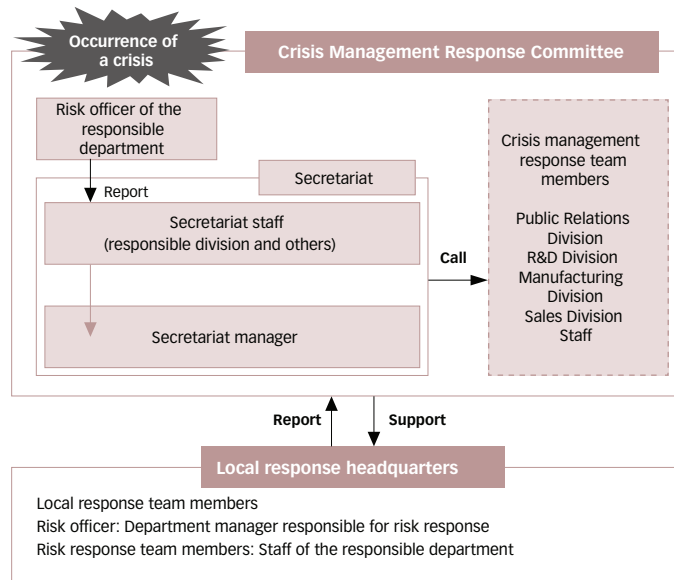 Occurrence of
a crisis
Crisis Management Response Committee
Risk officer of the
responsible
department
Report
Secretariat
Secretariat staff
(responsible division and others)
Secretariat manager
Call
Crisis management
response team
members
Public Relations
Division
R&D Division
Manufacturing
Division
Sales Division
Staff
Report
Support
Local response headquarters
Local response team members
Risk officer: Department manager responsible for risk response
Risk response team members: Staff of the responsible department